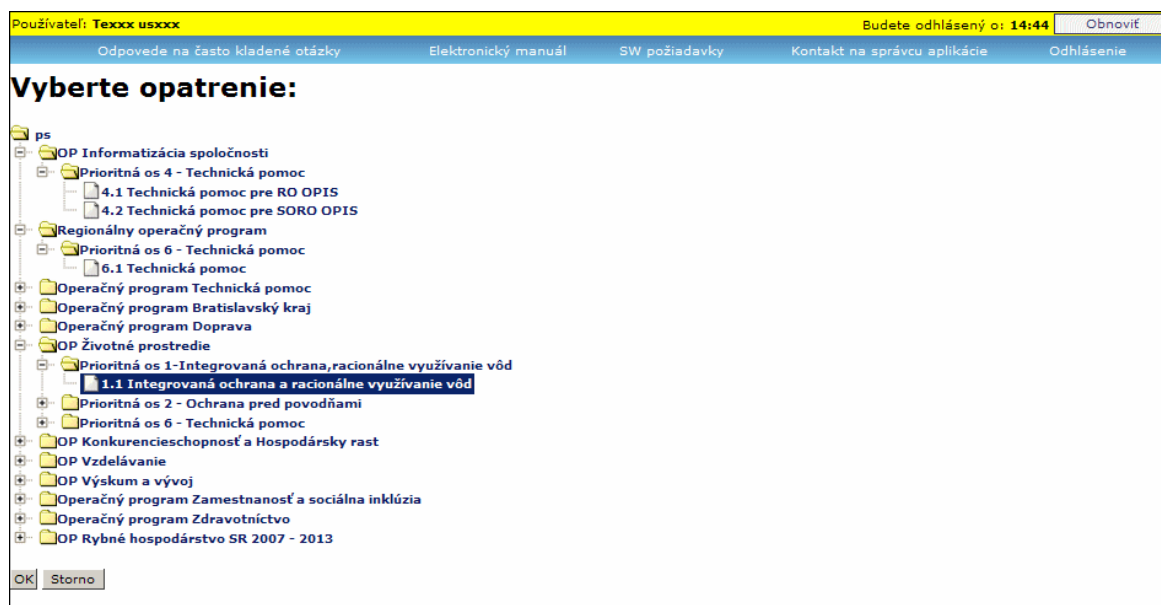 Používateľ: Texxx usxxx Budete odhlásený o: 14:44 Obnoviť
Odpovede na často kladené otázky Elektronický manuál SW požiadavky Kontakt na správcu aplikácie Odhlásenie
Vyberte opatrenie:
ps
OP Informatizácia spoločnosti
Prioritná os 4 - Technická pomoc
4.1 Technická pomoc pre RO OPIS
4.2 Technická pomoc pre SORO OPIS
Regionálny operačný program
Prioritná os 6 - Technická pomoc
6.1 Technická pomoc
Operačný program Technická pomoc
Operačný program Bratislavský kraj
Operačný program Doprava
OP Životné prostredie
Prioritná os 1-Integrovaná ochrana,racionálne využívanie vôd
1.1 Integrovaná ochrana a racionálne využívanie vôd
Prioritná os 2 - Ochrana pred povodňami
Prioritná os 6 - Technická pomoc
OP Konkurencieschopnosť a Hospodársky rast
OP Vzdelávanie
OP Výskum a vývoj
Operačný program Zamestnanosť a sociálna inklúzia
Operačný program Zdravotníctvo
OP Rybné hospodárstvo SR 2007 - 2013
OK Storno